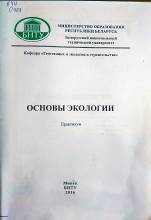 МИНИСТЕРСТВО ОБРАЗОВАНИЯ
РЕСПУБЛИКИ БЕЛАРУСЬ
Белорусский национальный
технический университет
БНТУ
Кафедра «Геотехника и экология в строительстве»
ОСНОВЫ ЭКОЛОГИИ
Практикум
Минск
БНТУ
2016